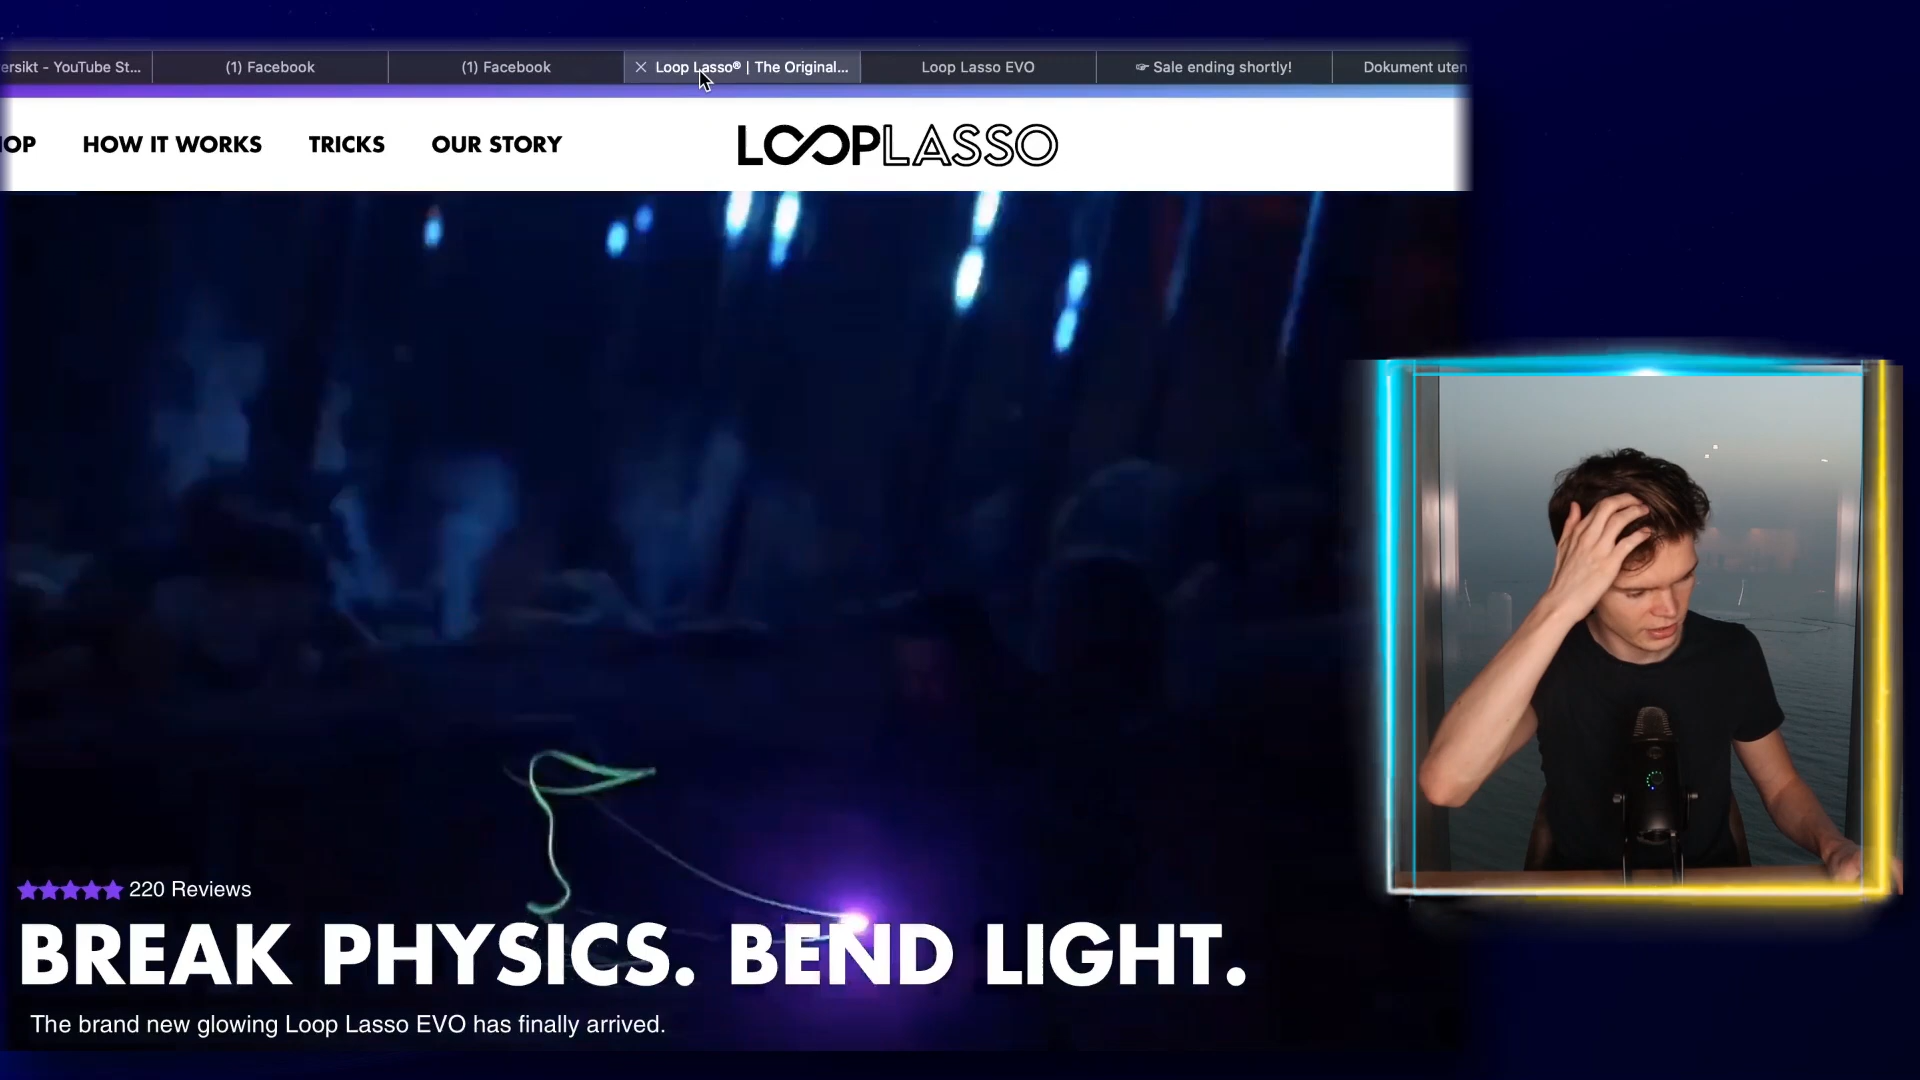 ersikt - YouTube St...
(1) Facebook
(1) Facebook
Loop Lasso® | The Original...
Loop Lasso EVO
☞ Sale ending shortly!
Dokument uten
OP
HOW IT WORKS
TRICKS
OUR STORY
LOOPLASSO
220 Reviews
BREAK PHYSICS. BEND LIGHT.
The brand new glowing Loop Lasso EVO has finally arrived.